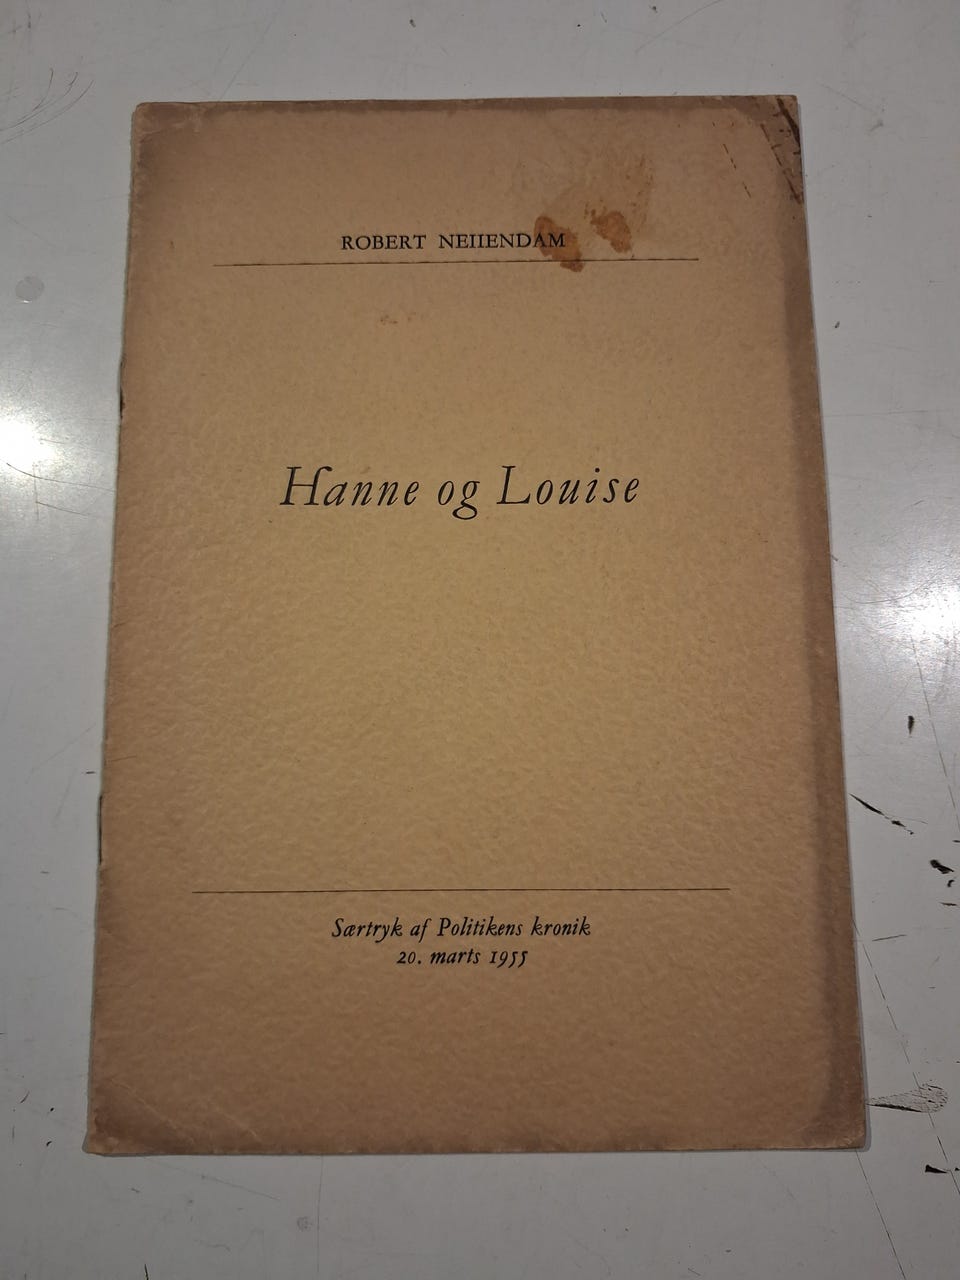 ROBERT NEIIENDAM
Hanne og Louise
Særtryk af Politikens kronik
20. marts 1955